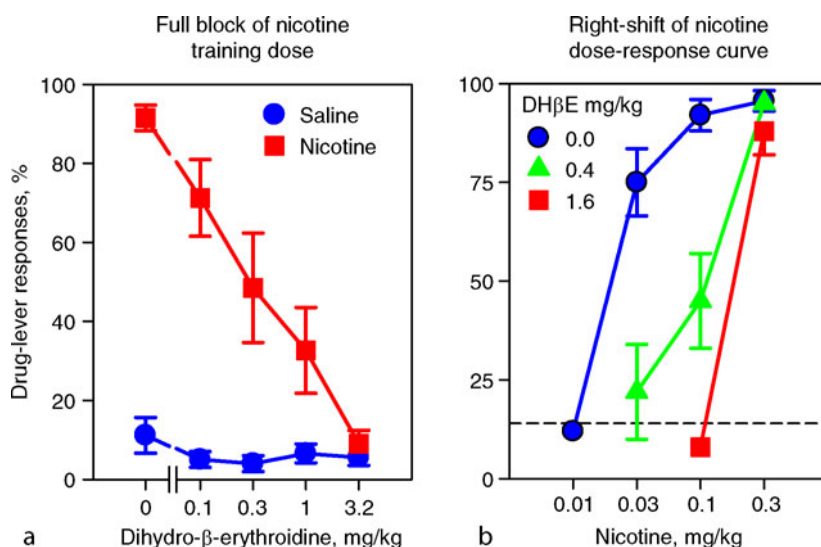 Full block of nicotine
training dose
100
80
60
40
20
0
Drug-lever responses, %
Saline
Nicotine
0
0.1
0.3
1
3.2
a
Dihydro-β-erythroidine, mg/kg
Right-shift of nicotine
dose-response curve
100
75
50
25
0
DHβE mg/kg
0.0
0.4
1.6
0.01
0.03
0.1
0.3
b
Nicotine, mg/kg